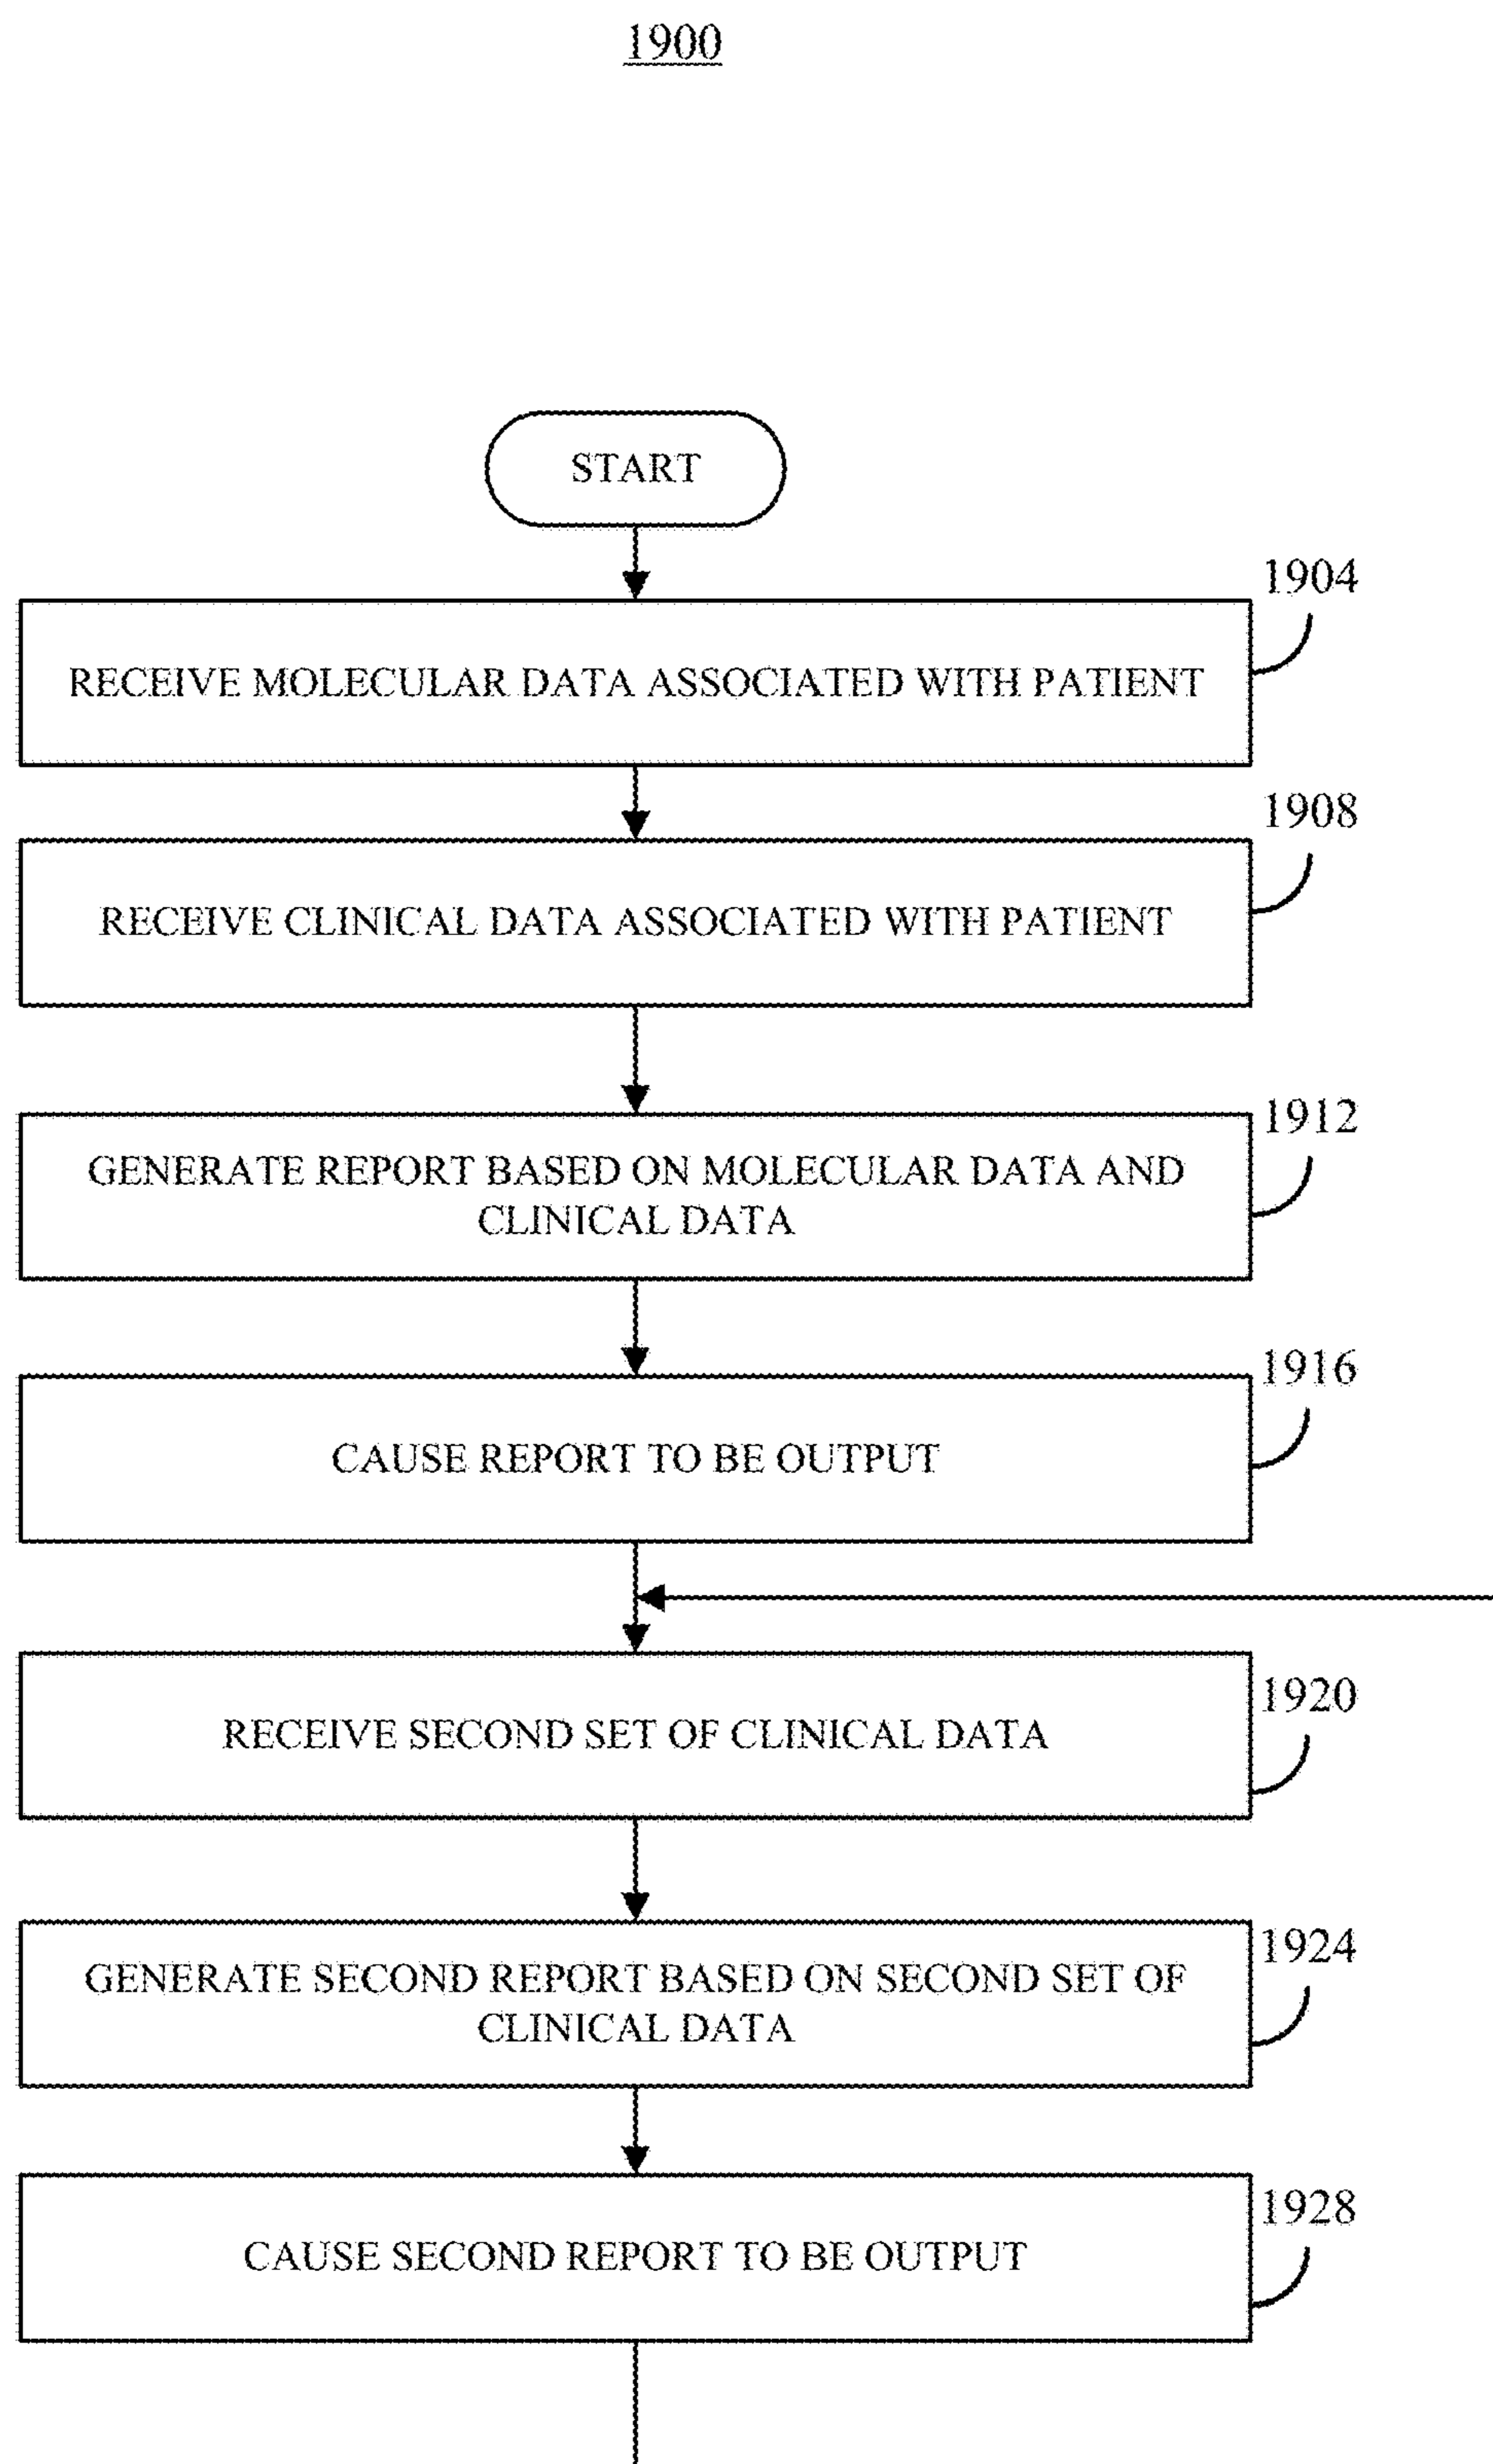 1900
START
1904
RECEIVE MOLECULAR DATA ASSOCIATED WITH PATIENT
1908
RECEIVE CLINICAL DATA ASSOCIATED WITH PATIENT
1912
GENERATE REPORT BASED ON MOLECULAR DATA AND
CLINICAL DATA
1916
CAUSE REPORT TO BE OUTPUT
1920
RECEIVE SECOND SET OF CLINICAL DATA
1924
GENERATE SECOND REPORT BASED ON SECOND SET OF
CLINICAL DATA
1928
CAUSE SECOND REPORT TO BE OUTPUT